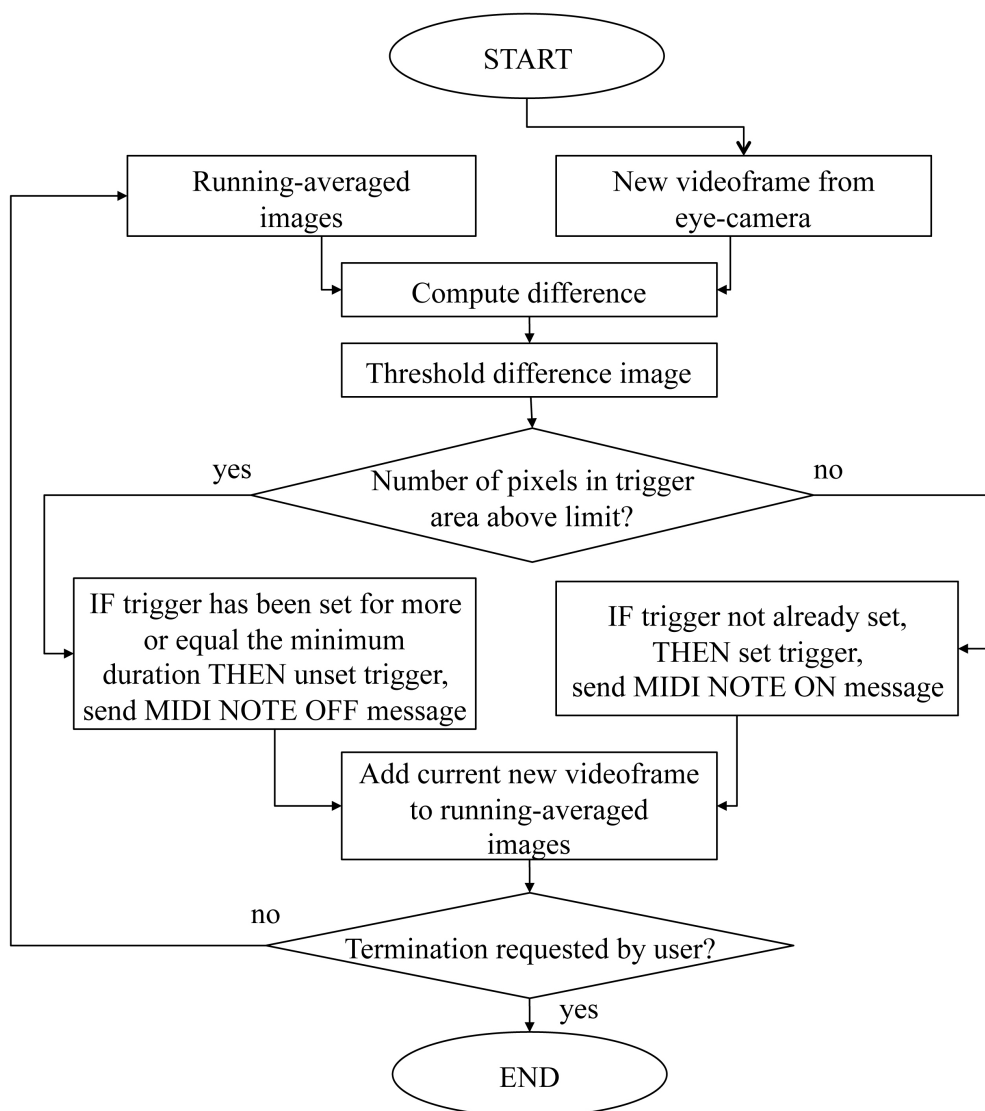 START
Running-averaged
images
New videoframe from
eye-camera
Compute difference
Threshold difference image
yes
no
Number of pixels in trigger
area above limit?
IF trigger has been set for more
or equal the minimum
duration THEN unset trigger,
send MIDI NOTE OFF message
IF trigger not already set,
THEN set trigger,
send MIDI NOTE ON message
Add current new videoframe
to running-averaged
images
no
Termination requested by user?
yes
END